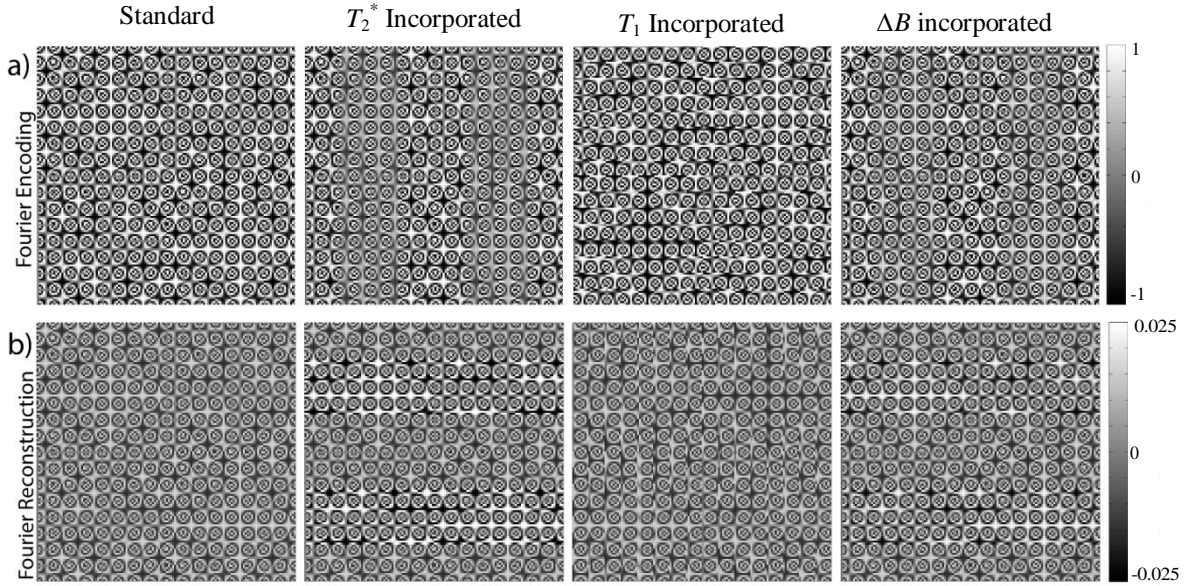 Standard
T₂* Incorporated
T₁ Incorporated
ΔB incorporated
a)
Fourier Encoding
1
0
-1
b)
Fourier Reconstruction
0.025
0
-0.025